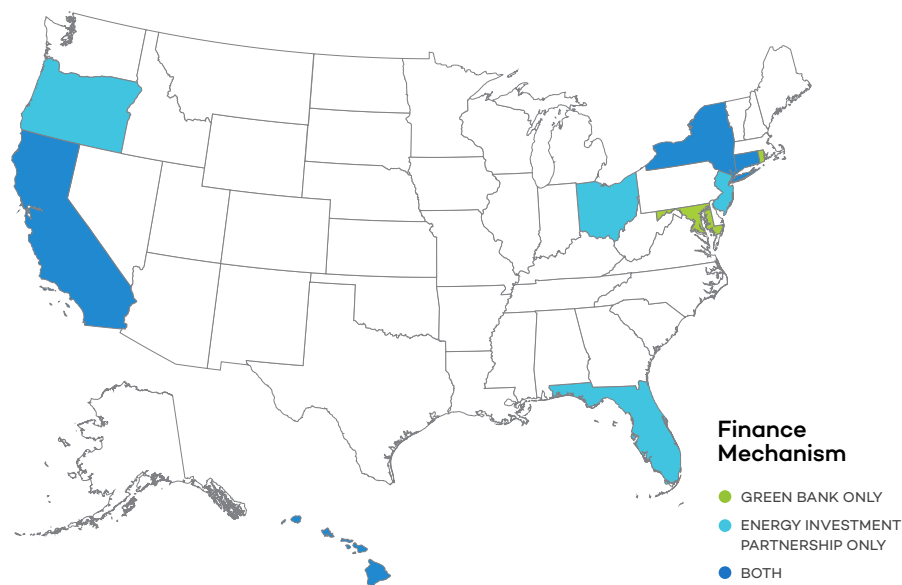 Finance
Mechanism
GREEN BANK ONLY
ENERGY INVESTMENT
PARTNERSHIP ONLY
BOTH